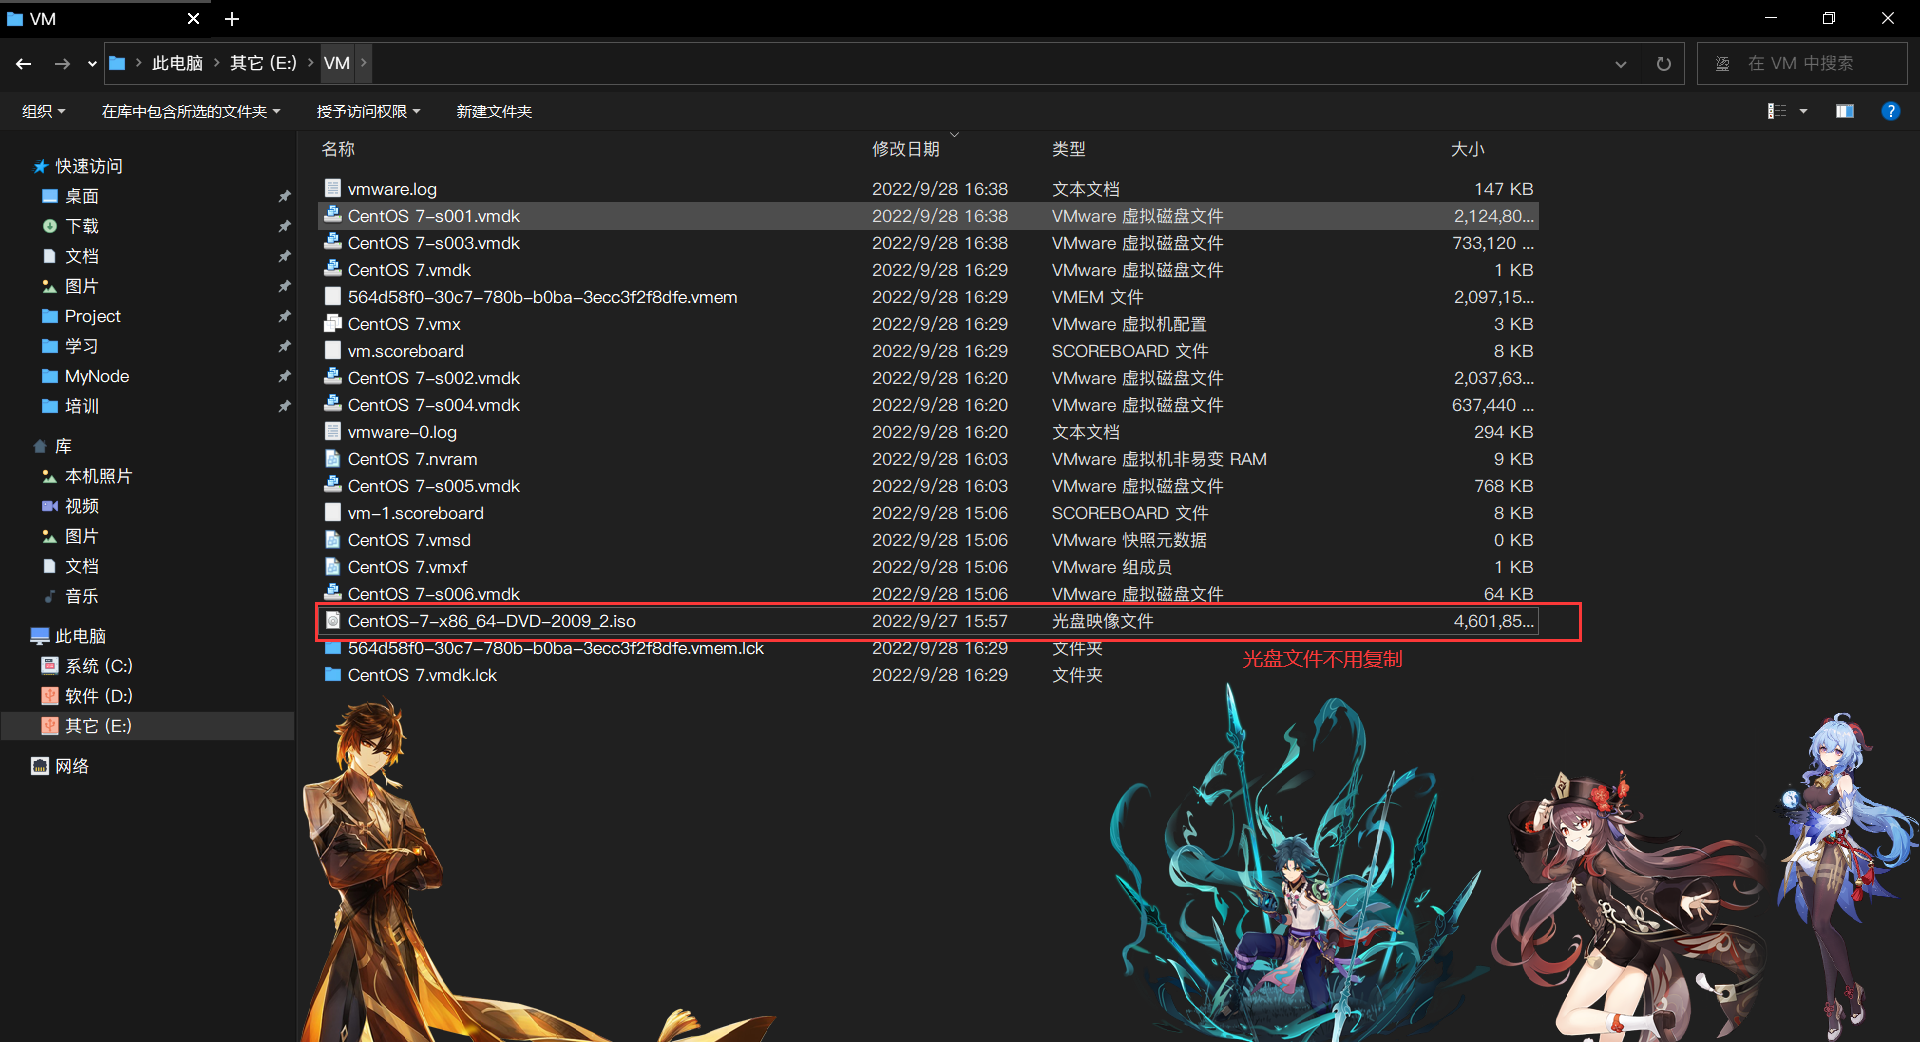 VM
此电脑 其它 (E:) VM
在 VM 中搜索
组织 在库中包含所选的文件夹 授予访问权限 新建文件夹
名称 修改日期 类型 大小
快速访问
桌面
下载
文档
图片
Project
学习
MyNode
培训
库
本机照片
视频
图片
文档
音乐
此电脑
系统 (C:)
软件 (D:)
其它 (E:)
网络
vmware.log 2022/9/28 16:38 文本文档 147 KB
CentOS 7-s001.vmdk 2022/9/28 16:38 VMware 虚拟磁盘文件 2,124,80...
CentOS 7-s003.vmdk 2022/9/28 16:38 VMware 虚拟磁盘文件 733,120 ...
CentOS 7.vmdk 2022/9/28 16:29 VMware 虚拟磁盘文件 1 KB
564d58f0-30c7-780b-b0ba-3ecc3f2f8dfe.vmem 2022/9/28 16:29 VMEM 文件 2,097,15...
CentOS 7.vmx 2022/9/28 16:29 VMware 虚拟机配置 3 KB
vm.scoreboard 2022/9/28 16:29 SCOREBOARD 文件 8 KB
CentOS 7-s002.vmdk 2022/9/28 16:20 VMware 虚拟磁盘文件 2,037,63...
CentOS 7-s004.vmdk 2022/9/28 16:20 VMware 虚拟磁盘文件 637,440 ...
vmware-0.log 2022/9/28 16:20 文本文档 294 KB
CentOS 7.nvram 2022/9/28 16:03 VMware 虚拟机非易变 RAM 9 KB
CentOS 7-s005.vmdk 2022/9/28 16:03 VMware 虚拟磁盘文件 768 KB
vm-1.scoreboard 2022/9/28 15:06 SCOREBOARD 文件 8 KB
CentOS 7.vmsd 2022/9/28 15:06 VMware 快照元数据 0 KB
CentOS 7.vmxf 2022/9/28 15:06 VMware 组成员 1 KB
CentOS 7-s006.vmdk 2022/9/28 15:06 VMware 虚拟磁盘文件 64 KB
CentOS-7-x86_64-DVD-2009_2.iso 2022/9/27 15:57 光盘映像文件 4,601,85...
564d58f0-30c7-780b-b0ba-3ecc3f2f8dfe.vmem.lck 2022/9/28 16:29 文件夹
CentOS 7.vmdk.lck 2022/9/28 16:29 文件夹
光盘文件不用复制